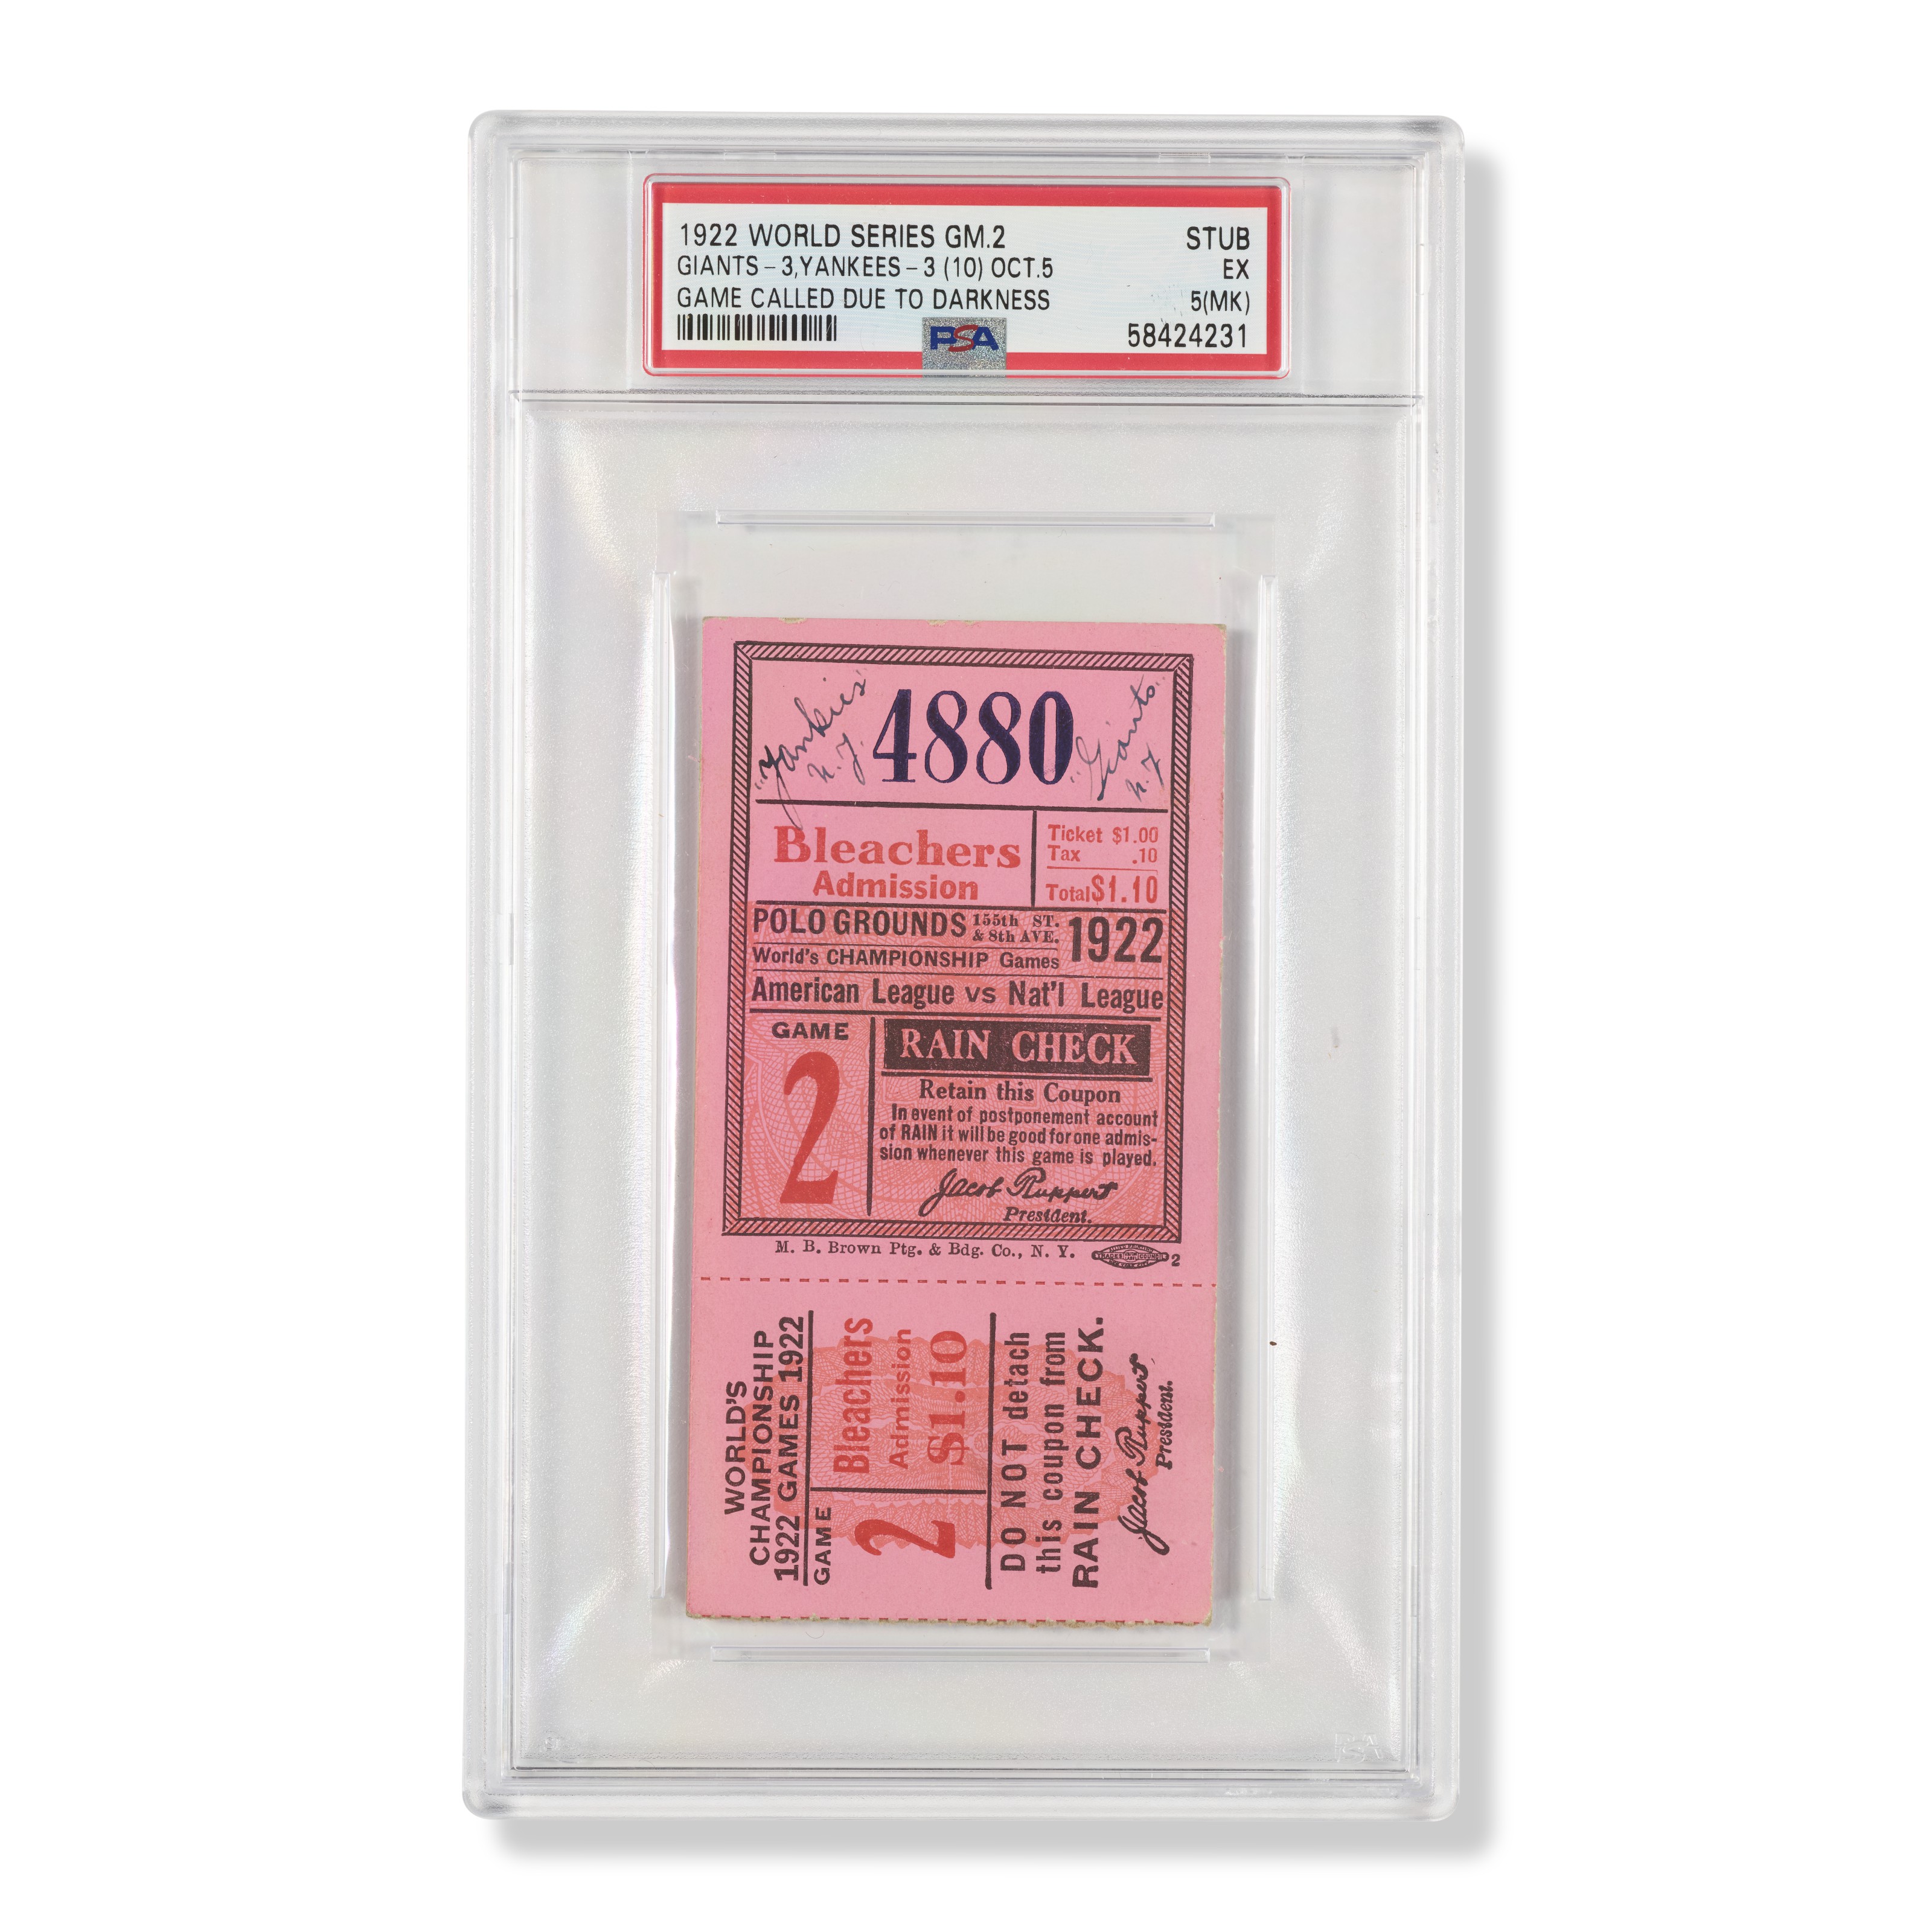 1922 WORLD SERIES GM.2 STUB
GIANTS-3,YANKEES-3 (10) OCT.5 EX
GAME CALLED DUE TO DARKNESS 5(MK)
PSA 58424231
"Yankies" N.Y. 4880 "Giants" N.Y.
Bleachers
Admission
Ticket $1.00
Tax .10
Total $1.10
POLO GROUNDS 155th ST. & 8th AVE. 1922
World's CHAMPIONSHIP Games
American League vs Nat'l League
GAME
2
RAIN CHECK
Retain this Coupon
In event of postponement account
of RAIN it will be good for one admis-
sion whenever this game is played.
Jacob Ruppert
President.
M. B. Brown Ptg. & Bdg. Co., N. Y. 2
WORLD'S
CHAMPIONSHIP
1922 GAMES 1922
GAME
2
Bleachers
Admission
$1.10
DO NOT detach
this coupon from
RAIN CHECK.
Jacob Ruppert
President.
PSA